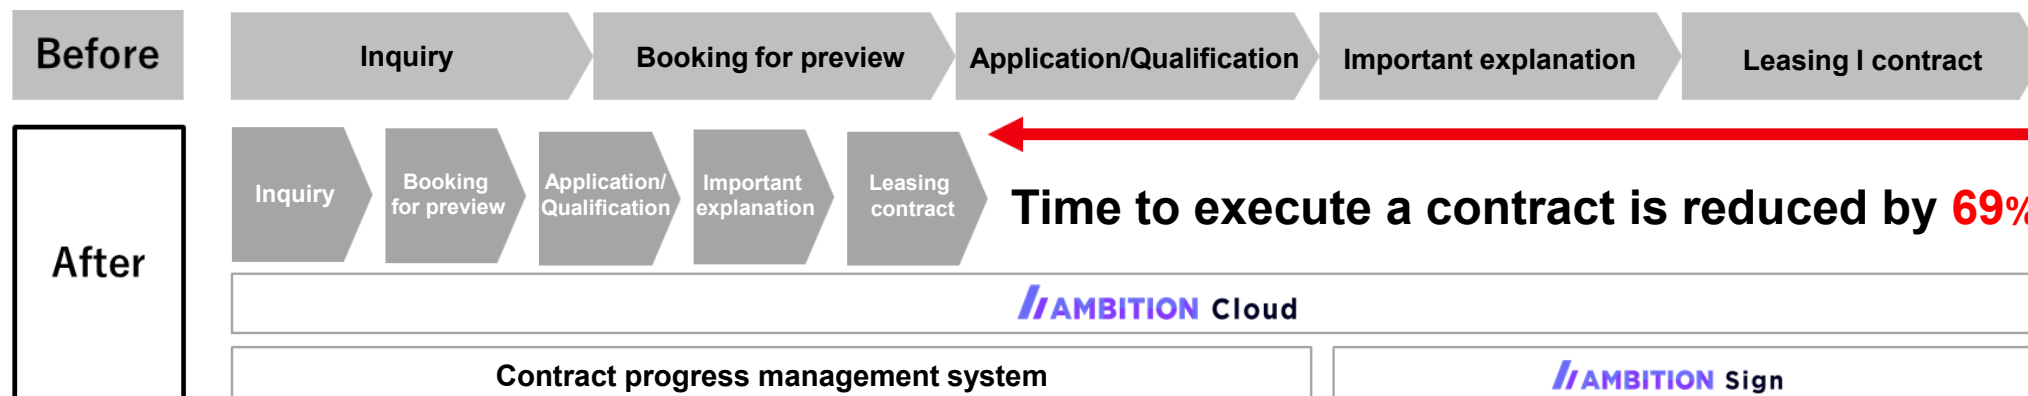 Before
Inquiry
Booking for preview
Application/Qualification
Important explanation
Leasing l contract
After
Inquiry
Booking
for preview
Application/
Qualification
Important
explanation
Leasing
contract
Time to execute a contract is reduced by 69%
AMBITION Cloud
Contract progress management system
AMBITION Sign